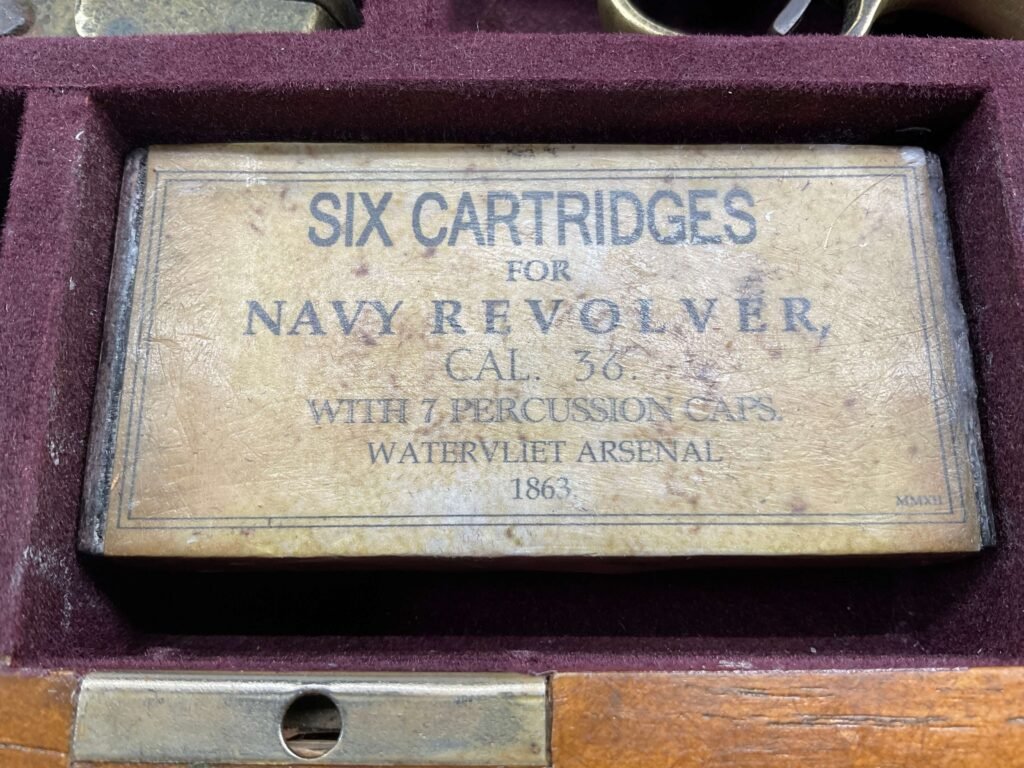 SIX CARTRIDGES
FOR
NAVY REVOLVER,
CAL. 36.
WITH 7 PERCUSSION CAPS.
WATERVLIET ARSENAL
1863
MMXII